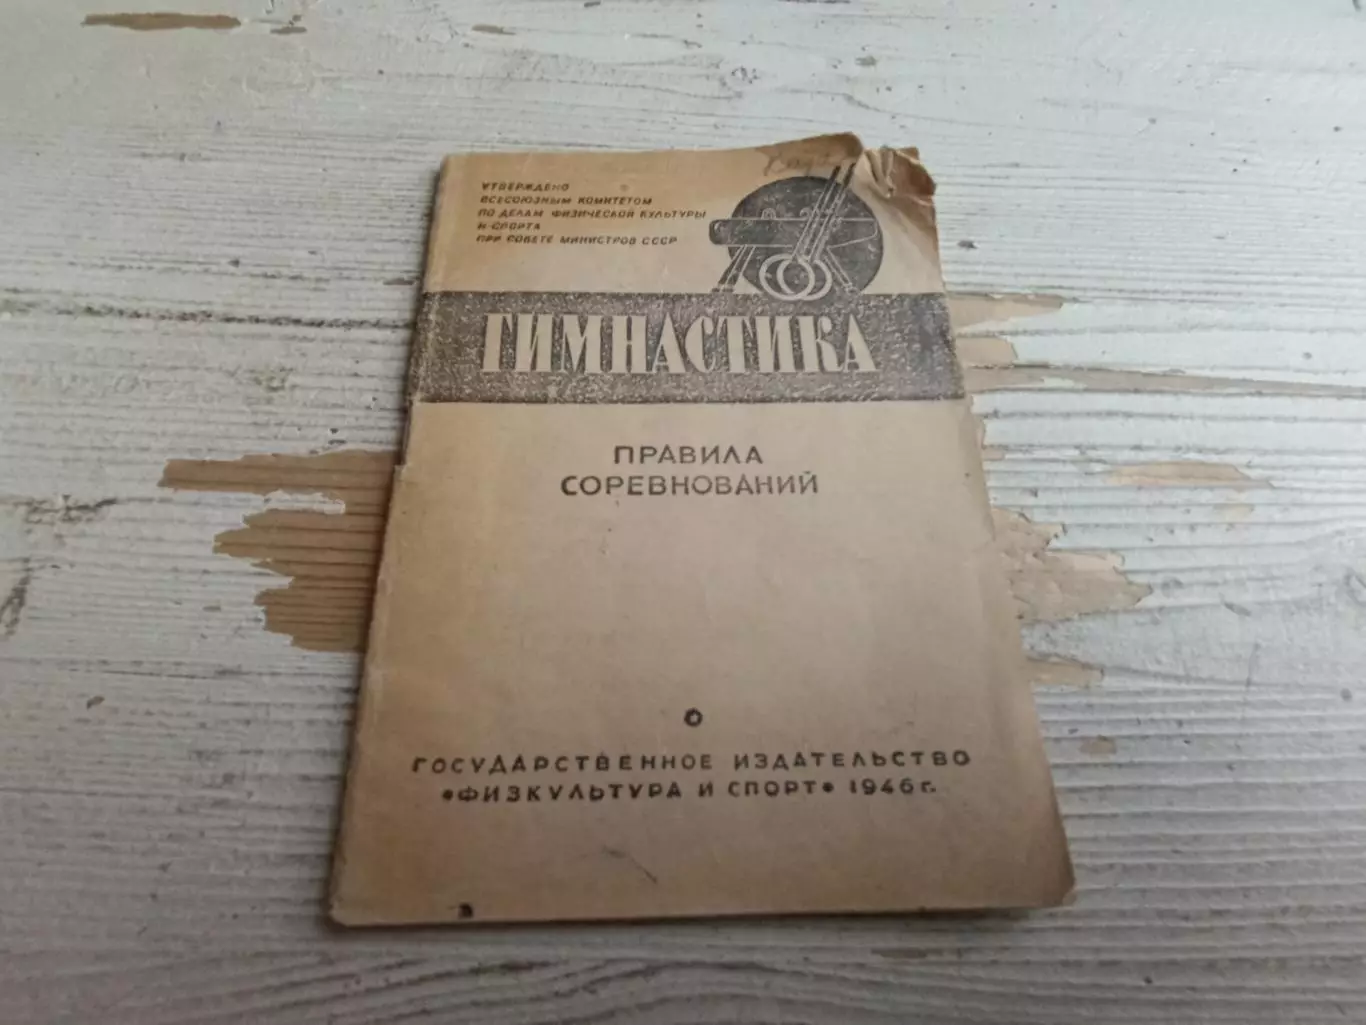 УТВЕРЖДЕНО
ВСЕСОЮЗНЫМ КОМИТЕТОМ
ПО ДЕЛАМ ФИЗИЧЕСКОЙ КУЛЬТУРЫ
И СПОРТА
ПРИ СОВЕТЕ МИНИСТРОВ СССР
ГИМНАСТИКА
ПРАВИЛА
СОРЕВНОВАНИЙ
ГОСУДАРСТВЕННОЕ ИЗДАТЕЛЬСТВО
•ФИЗКУЛЬТУРА И СПОРТ• 1946 г.